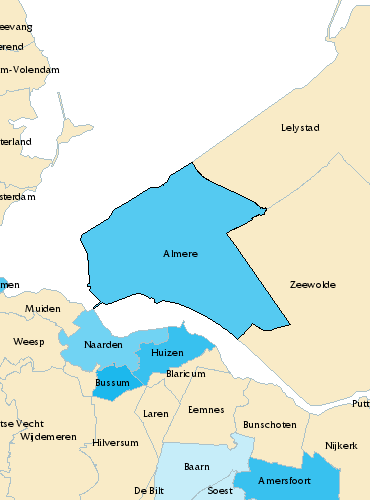 eevang
erend
m-Volendam
Lelystad
terland
sterdam
Almere
men
Zeewolde
Muiden
Weesp
Naarden
Huizen
Blaricum
Bussum
Putt
Laren
Eemnes
Bunschoten
tse Vecht
Wijdemeren
Hilversum
Nijkerk
Baarn
Amersfoort
De Bilt
Soest